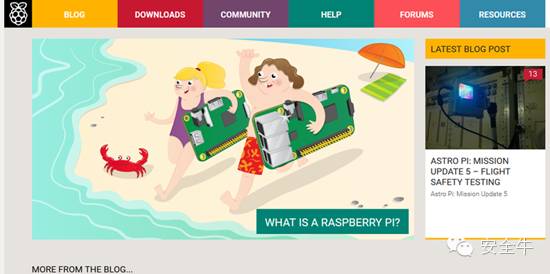 BLOG
DOWNLOADS
COMMUNITY
HELP
FORUMS
RESOURCES
WHAT IS A RASPBERRY PI?
LATEST BLOG POST
13
ASTRO PI: MISSION
UPDATE 5 – FLIGHT
SAFETY TESTING
Astro Pi: Mission Update 5
安全牛
MORE FROM THE BLOG...